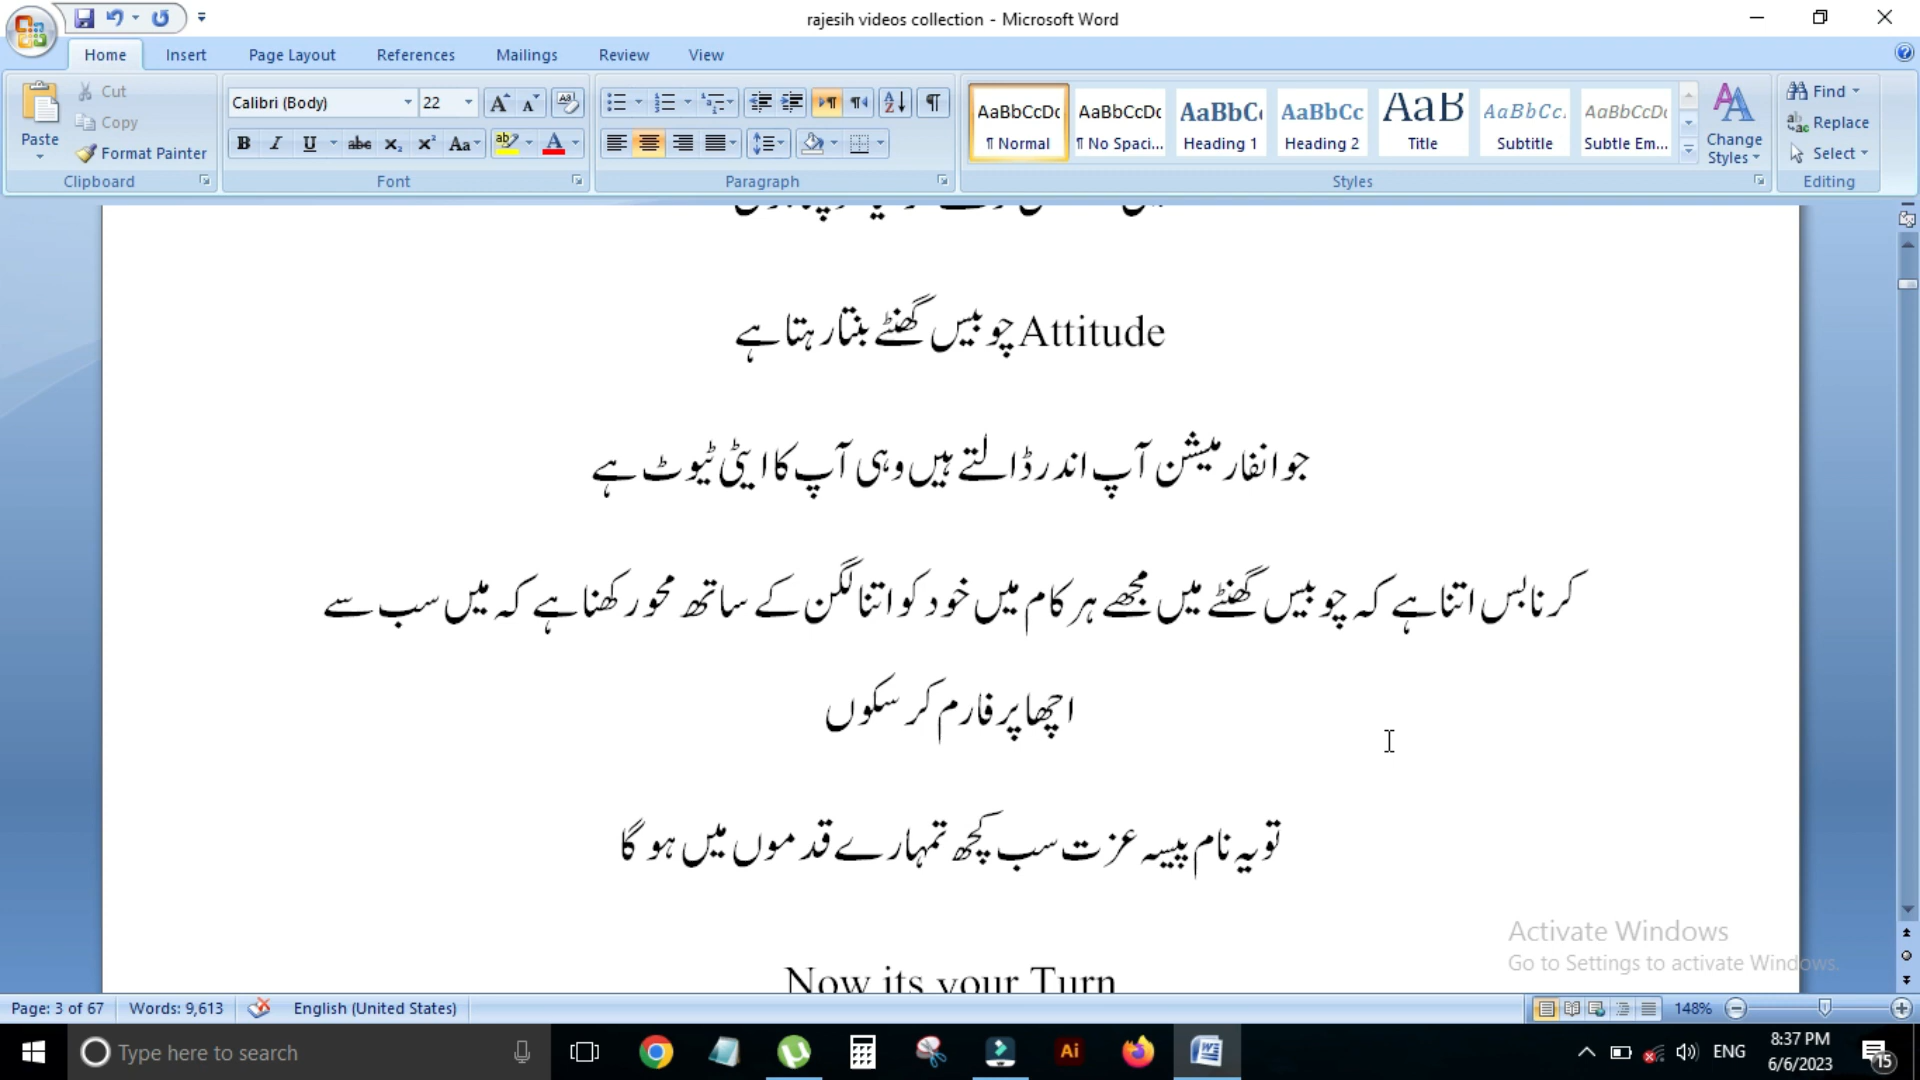 rajesih videos collection - Microsoft Word
Home Insert Page Layout References Mailings Review View
Paste
Cut
Copy
Format Painter
Clipboard
Calibri (Body) 22
Font
Paragraph
AaBbCcDc AaBbCcDc AaBbC AaBbCc AaB AaBbCc. AaBbCcDc
¶ Normal ¶ No Spaci... Heading 1 Heading 2 Title Subtitle Subtle Em...
Change Styles
Styles
Find
Replace
Select
Editing
Attitude چوبیس گھنٹے بنتا رہتا ہے
جو انفارمیشن آپ اندر ڈالتے ہیں وہی آپ کا ایٹی ٹیوٹ ہے
کرنا بس اتنا ہے کہ چوبیس گھنٹے میں مجھے ہر کام میں خود کو اتنا لگن کے ساتھ محور کھنا ہے کہ میں سب سے
اچھا پر فارم کر سکوں
تو یہ نام پیسہ عزت سب کچھ تمہارے قدموں میں ہو گا
Now its your Turn
Activate Windows
Go to Settings to activate Windows.
Page: 3 of 67 Words: 9,613 English (United States) 148%
Type here to search
ENG
8:37 PM
6/6/2023
15